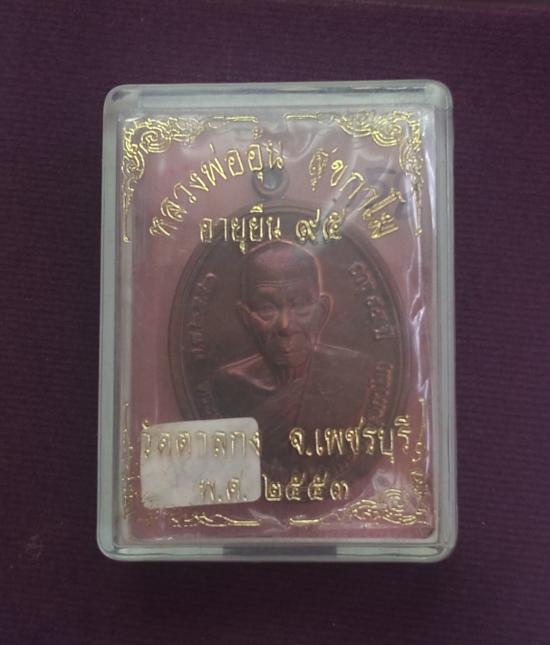 หลวงพ่ออุ้น สุขกาโม
อายุยืน ๙๕
วัดตาลกง จ.เพชรบุรี
พ.ศ. ๒๕๕๓